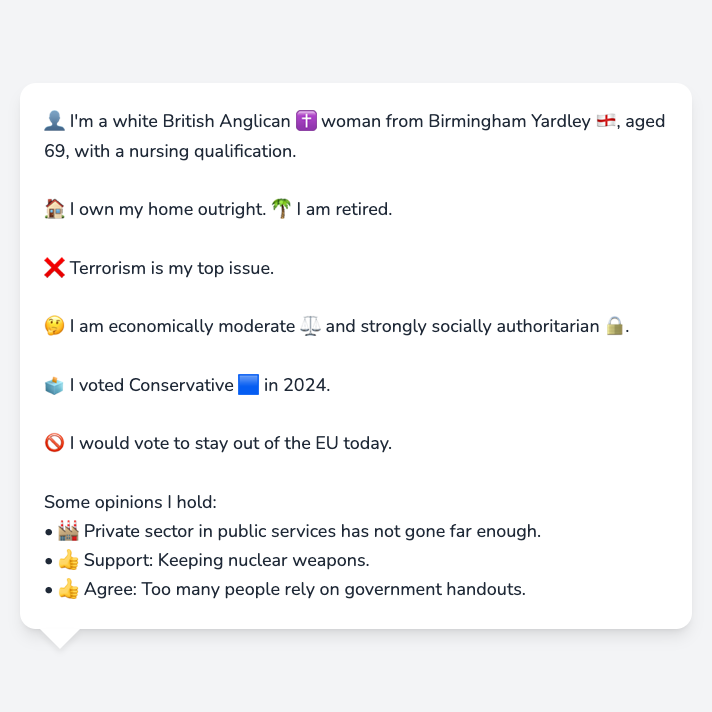 👤 I'm a white British Anglican ✝️ woman from Birmingham Yardley 🏴󠁧󠁢󠁥󠁮󠁧󠁿, aged
69, with a nursing qualification.
🏠 I own my home outright. 🌴 I am retired.
❌ Terrorism is my top issue.
🤔 I am economically moderate ⚖️ and strongly socially authoritarian 🔒.
🗳️ I voted Conservative 🟦 in 2024.
🚫 I would vote to stay out of the EU today.
Some opinions I hold:
• 🏭 Private sector in public services has not gone far enough.
• 👍 Support: Keeping nuclear weapons.
• 👍 Agree: Too many people rely on government handouts.